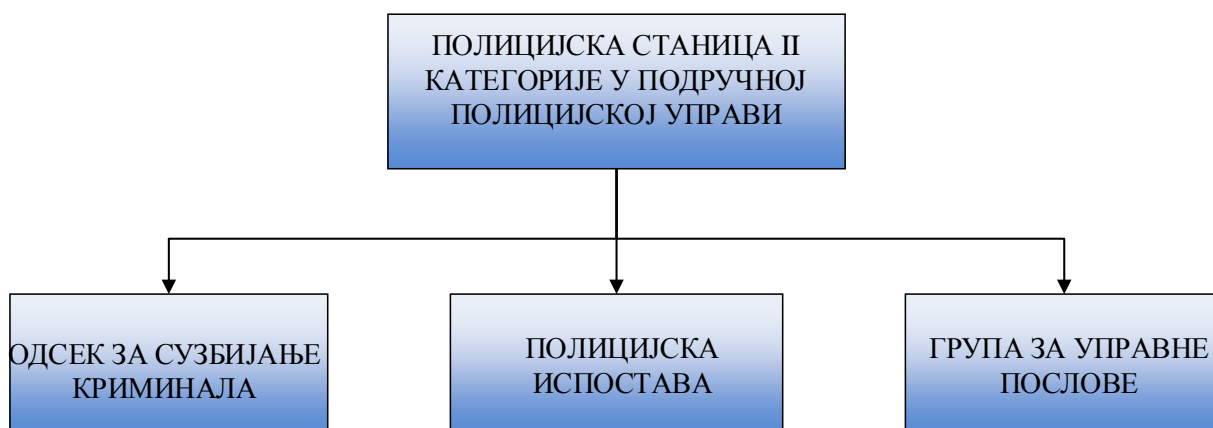 ПОЛИЦИЈСКА СТАНИЦА II
КАТЕГОРИЈЕ У ПОДРУЧНОЈ
ПОЛИЦИЈСКОЈ УПРАВИ
ОДСЕК ЗА СУЗБИЈАЊЕ
КРИМИНАЛА
ПОЛИЦИЈСКА
ИСПОСТАВА
ГРУПА ЗА УПРАВНЕ
ПОСЛОВЕ